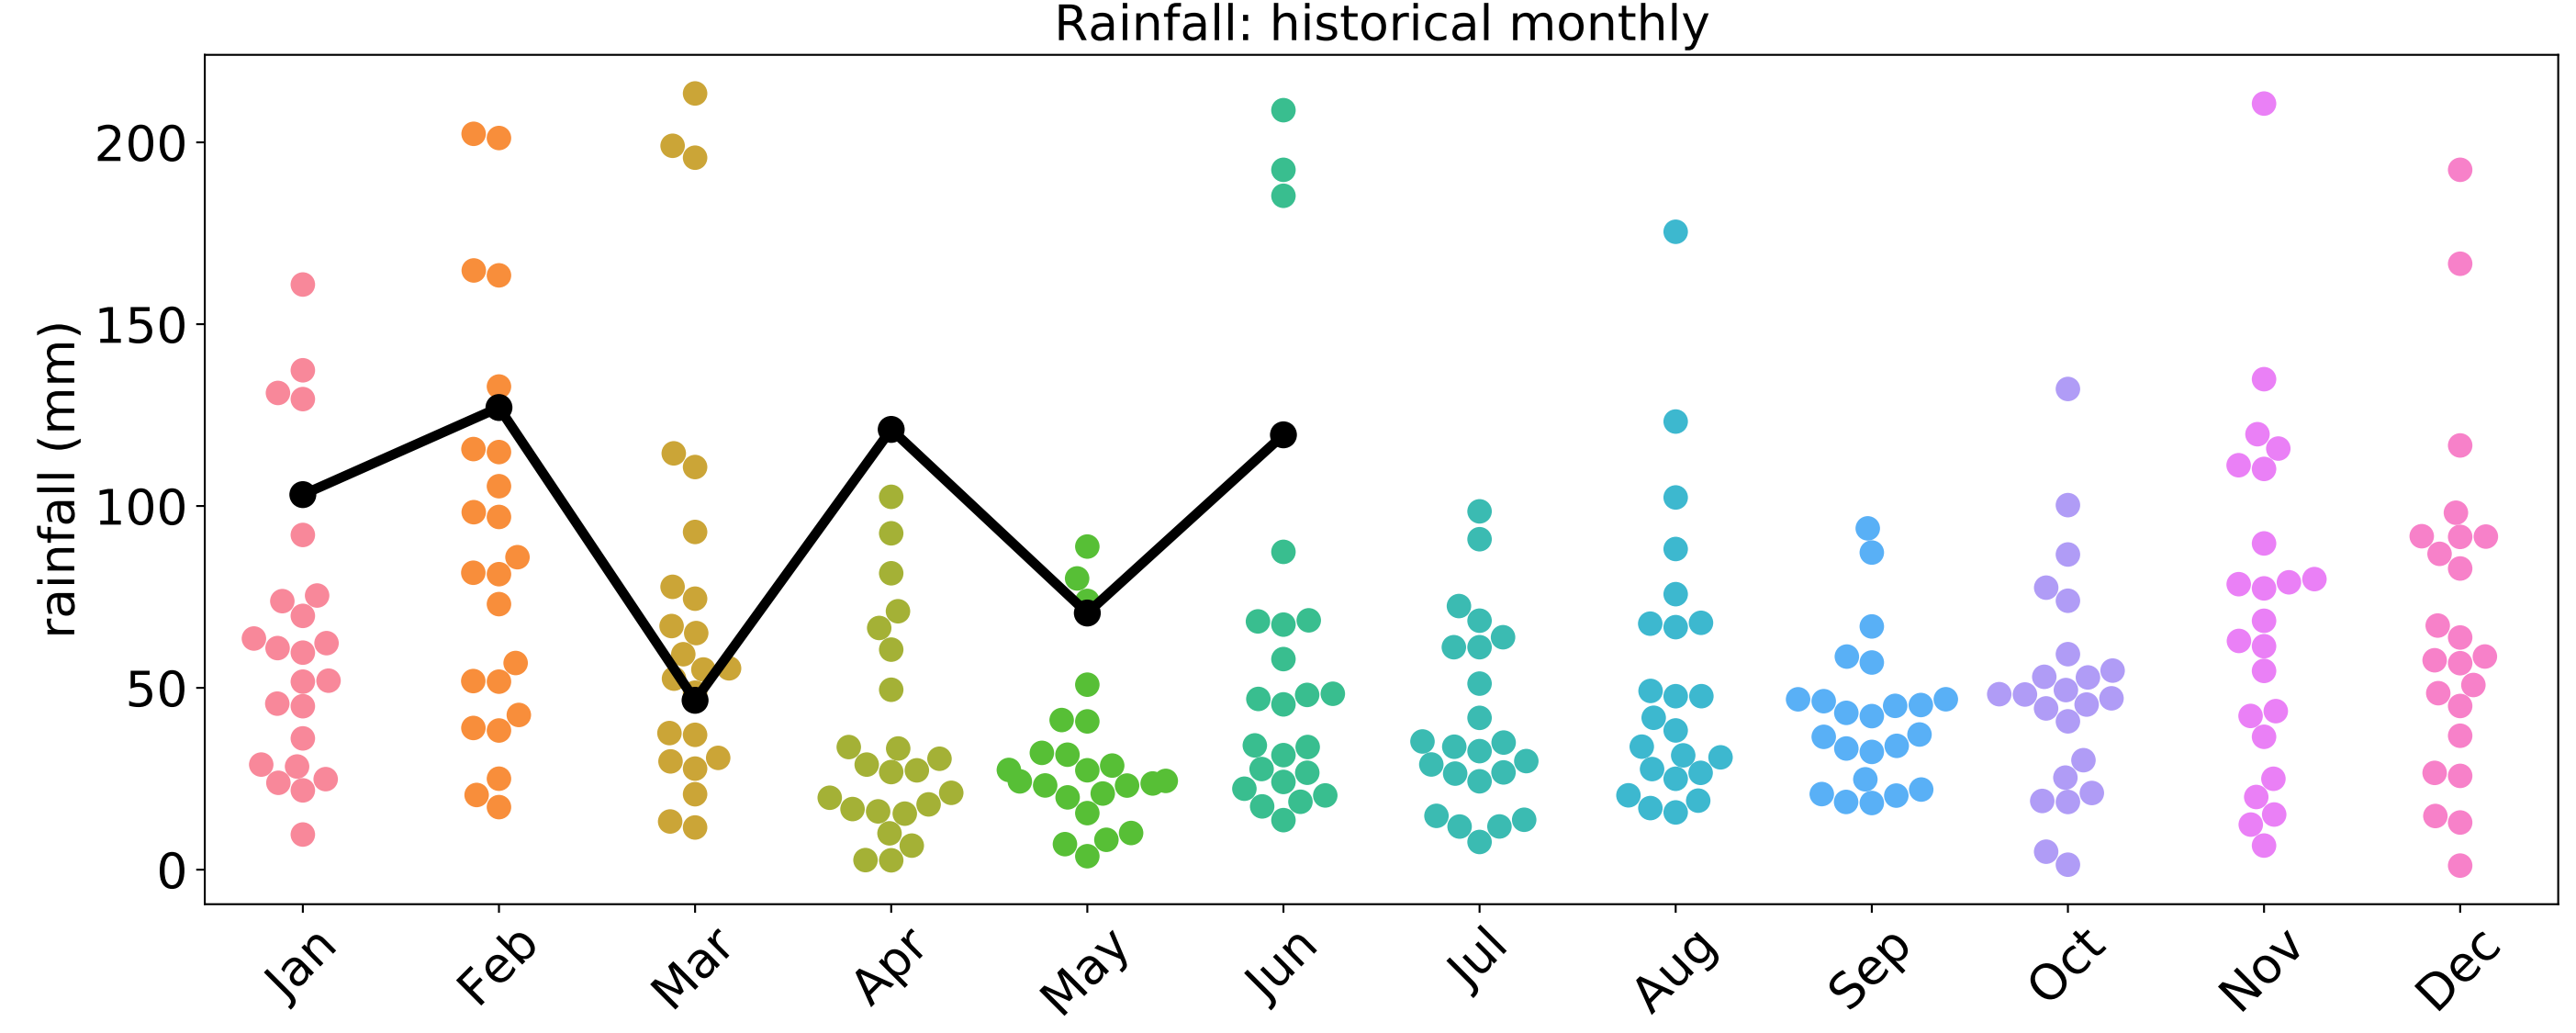 Rainfall: historical monthly
rainfall (mm)
200
150
100
50
0
Jan
Feb
Mar
Apr
May
Jun
Jul
Aug
Sep
Oct
Nov
Dec